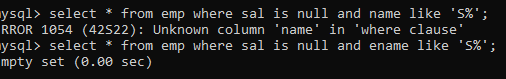 ysql> select * from emp where sal is null and name like 'S%';
RROR 1054 (42S22): Unknown column 'name' in 'where clause'
ysql> select * from emp where sal is null and ename like 'S%';
mpty set (0.00 sec)